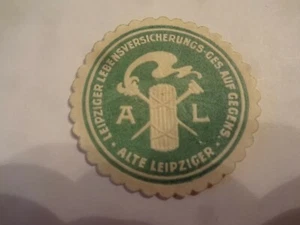 LEIPZIGER LEBENSVERSICHERUNGS-GES. AUF GEGENS.
A L
· ALTE LEIPZIGER ·